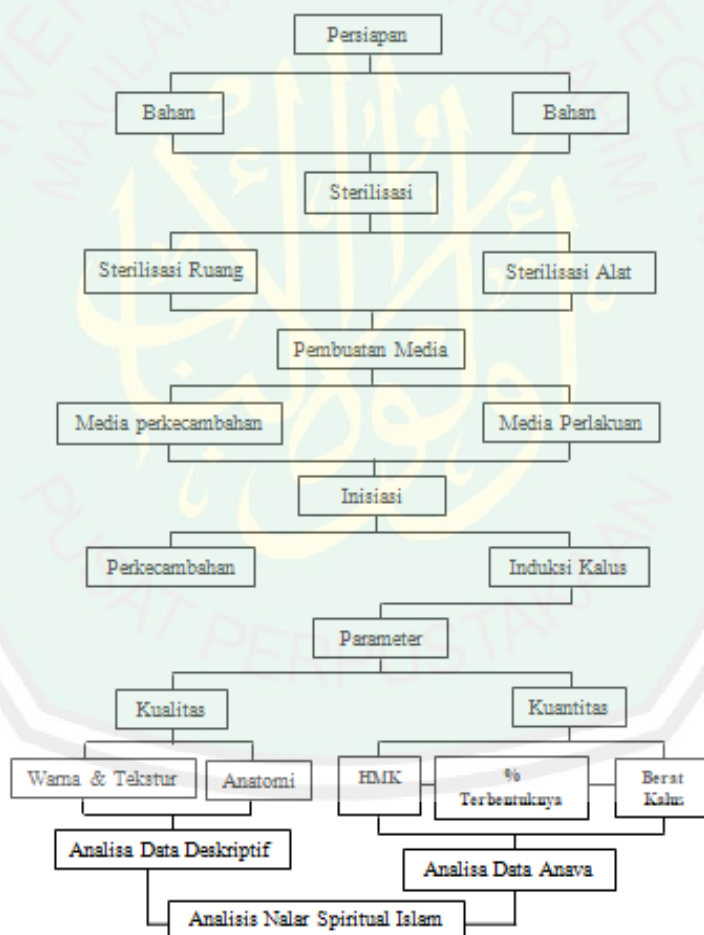 Persiapan
Bahan
Bahan
Sterilisasi
Sterilisasi Ruang
Sterilisasi Alat
Pembuatan Media
Media perkecambahan
Media Perlakuan
Inisiasi
Perkecambahan
Induksi Kalus
Parameter
Kualitas
Kuantitas
Warna & Tekstur
Anatomi
HMK
%
Terbentuknya
Berat
Kalus
Analisa Data Deskriptif
Analisa Data Anava
Analisis Nalar Spiritual Islam
PUSAT PERPUSTAKAAN